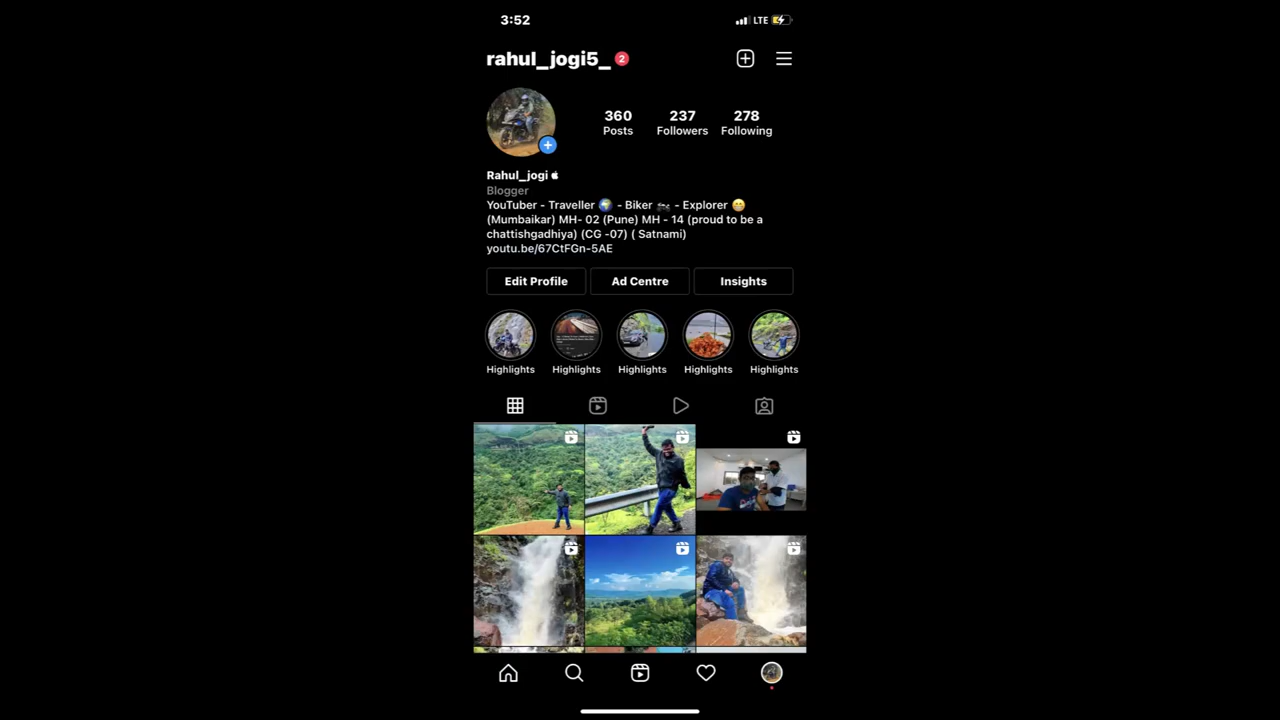 3:52 LTE
rahul_jogi5_ 2
360 237 278
Posts Followers Following
Rahul_jogi
Blogger
YouTuber - Traveller 🌍 - Biker 🏍 - Explorer 😁
(Mumbaikar) MH- 02 (Pune) MH - 14 (proud to be a
chattishgadhiya) (CG -07) ( Satnami)
youtu.be/67CtFGn-5AE
Edit Profile Ad Centre Insights
Highlights Highlights Highlights Highlights Highlights